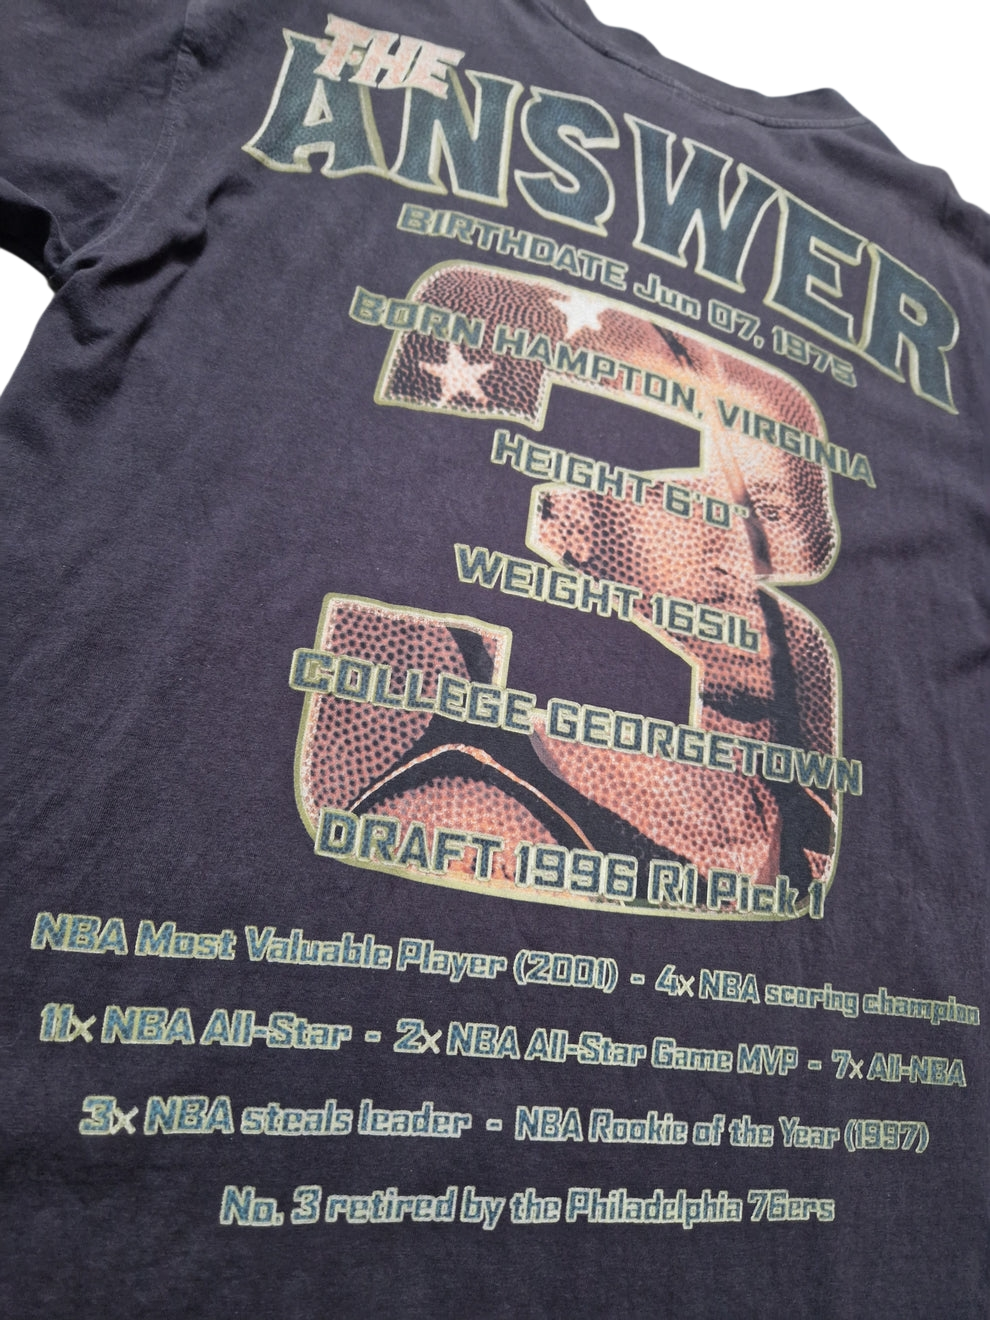 THE
ANSWER
BIRTHDATE Jun 07, 1975
BORN HAMPTON, VIRGINIA
HEIGHT 6'0"
WEIGHT 165lb
COLLEGE GEORGETOWN
DRAFT 1996 R1 Pick 1
3
NBA Most Valuable Player (2001) - 4x NBA scoring champion
11x NBA All-Star - 2x NBA All-Star Game MVP - 7x All-NBA
3x NBA steals leader - NBA Rookie of the Year (1997)
No. 3 retired by the Philadelphia 76ers